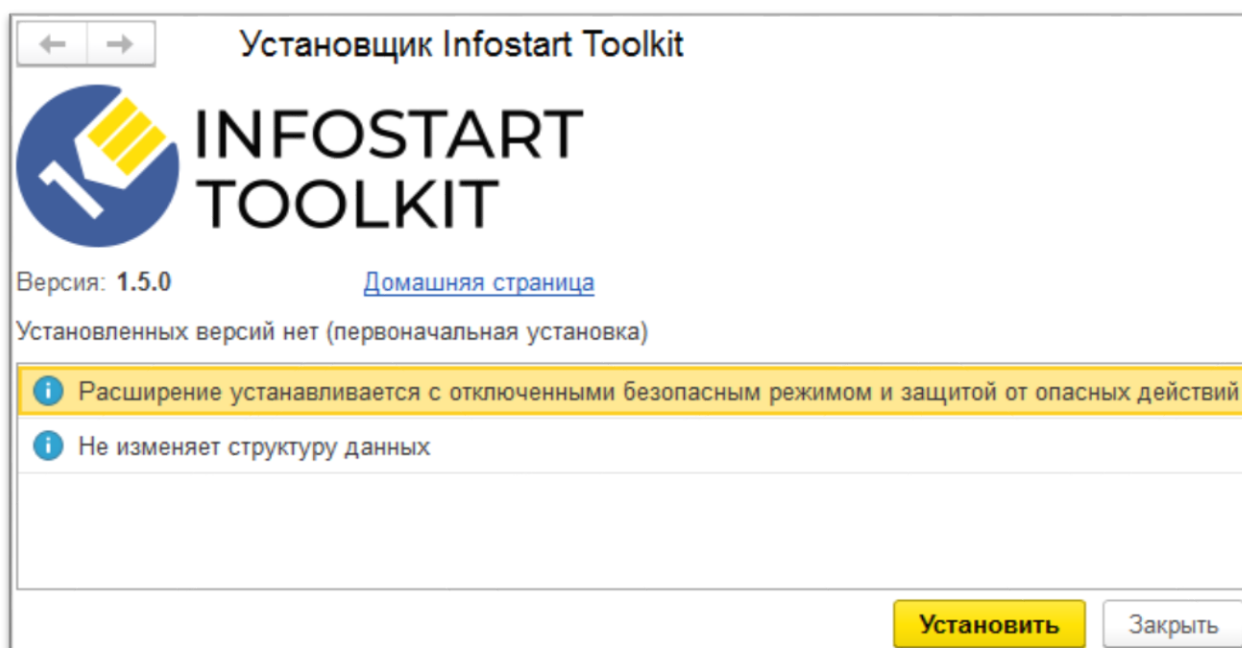 Установщик Infostart Toolkit
INFOSTART
TOOLKIT
Версия: 1.5.0 Домашняя страница
Установленных версий нет (первоначальная установка)
Расширение устанавливается с отключенными безопасным режимом и защитой от опасных действий
Не изменяет структуру данных
Установить Закрыть